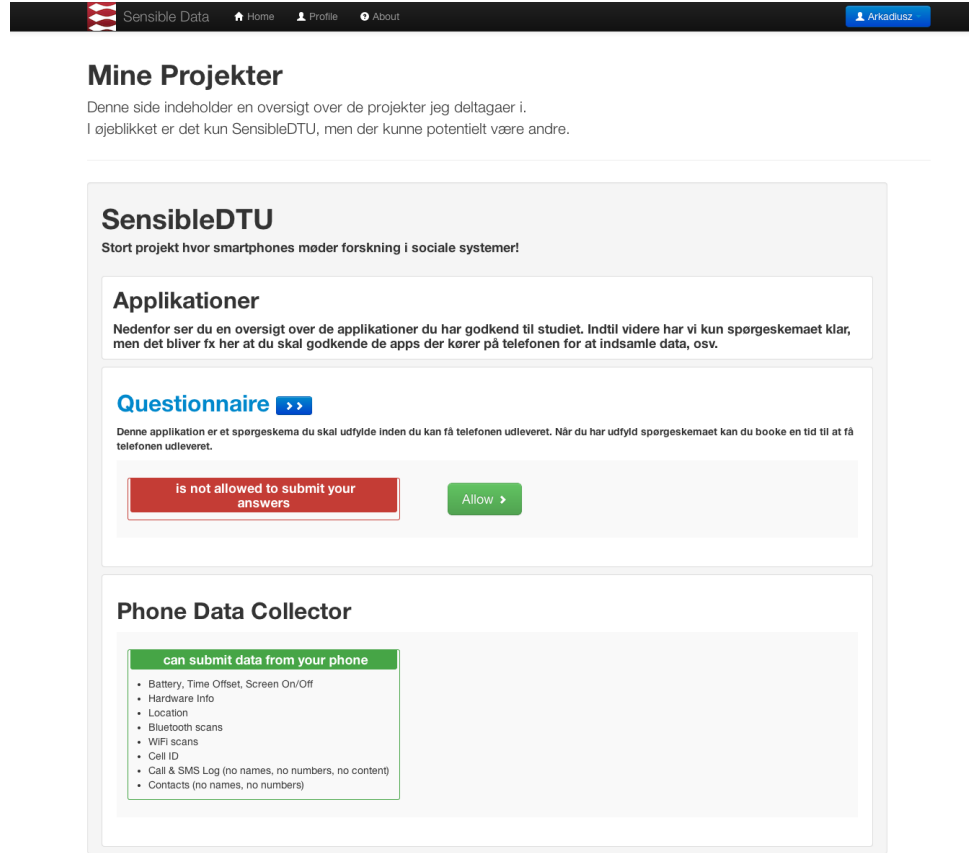 Sensible Data Home Profile About Arkadiusz
Mine Projekter
Denne side indeholder en oversigt over de projekter jeg deltagaer i.
I øjeblikket er det kun SensibleDTU, men der kunne potentielt være andre.
SensibleDTU
Stort projekt hvor smartphones møder forskning i sociale systemer!
Applikationer
Nedenfor ser du en oversigt over de applikationer du har godkend til studiet. Indtil videre har vi kun spørgeskemaet klar,
men det bliver fx her at du skal godkende de apps der kører på telefonen for at indsamle data, osv.
Questionnaire
Denne applikation er et spørgeskema du skal udfylde inden du kan få telefonen udleveret. Når du har udfyld spørgeskemaet kan du booke en tid til at få
telefonen udleveret.
is not allowed to submit your
answers
Allow
Phone Data Collector
can submit data from your phone
• Battery, Time Offset, Screen On/Off
• Hardware Info
• Location
• Bluetooth scans
• WiFi scans
• Cell ID
• Call & SMS Log (no names, no numbers, no content)
• Contacts (no names, no numbers)